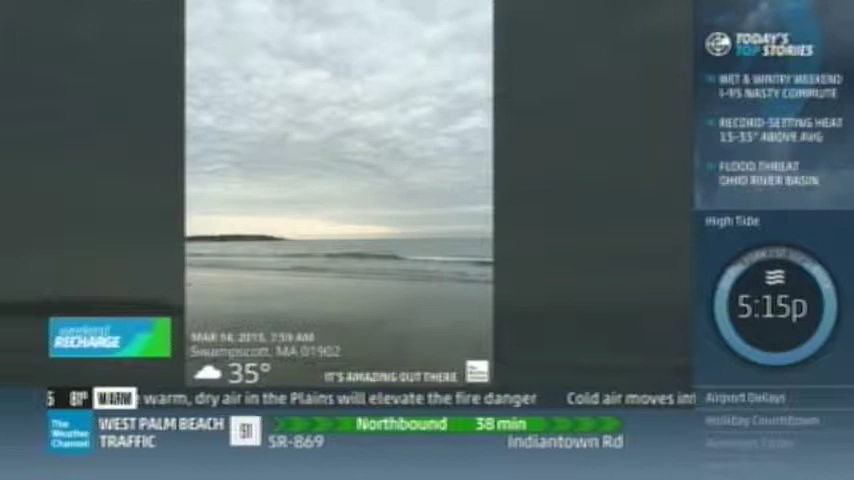 TODAY'S
TOP STORIES
WET & WINTRY WEEKEND
I-95 NASTY COMMUTE
RECORD-SETTING HEAT
15-35° ABOVE AVG
FLOOD THREAT
OHIO RIVER BASIN
High Tide
5:15p
Airport Delays
Holiday Countdown
weekend
RECHARGE
MAR 14, 2015, 7:59 AM
Swampscott, MA 01902
35°
IT'S AMAZING OUT THERE
81° MIAMI warm, dry air in the Plains will elevate the fire danger Cold air moves in
The
Weather
Channel
WEST PALM BEACH
TRAFFIC
Northbound 38 min
SR-869 Indiantown Rd